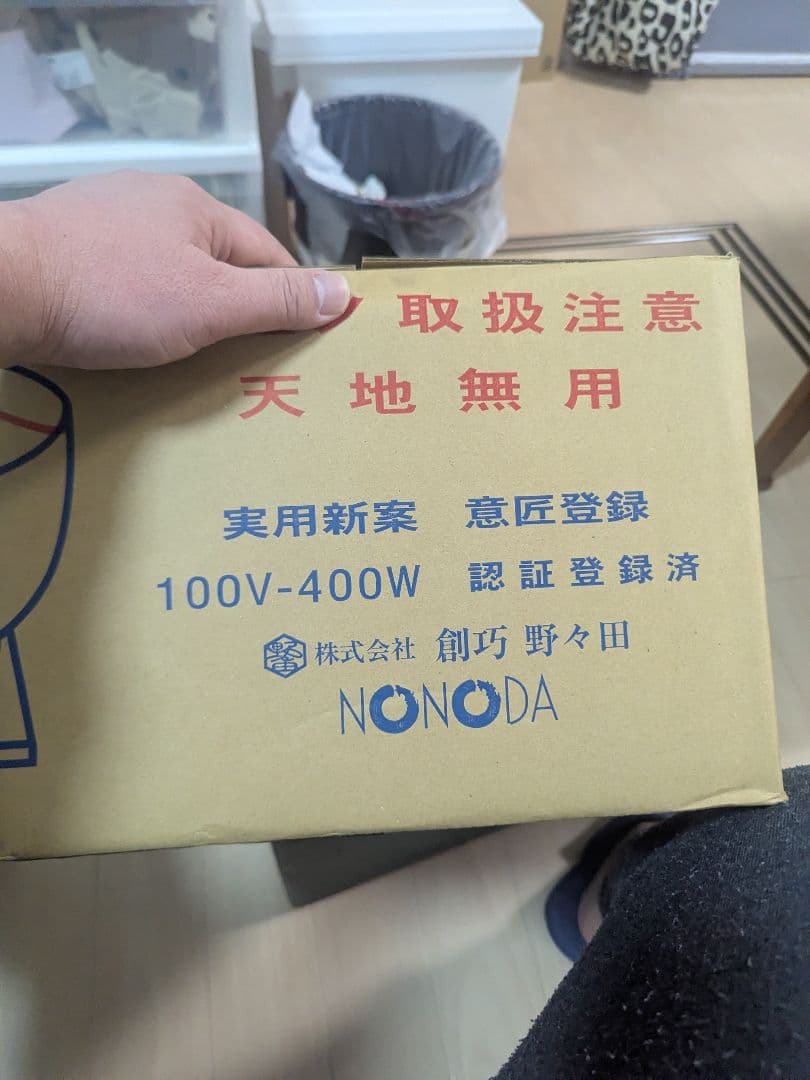 取扱注意
天地無用
実用新案 意匠登録
100V-400W 認証登録済
株式会社 創巧 野々田
NONODA